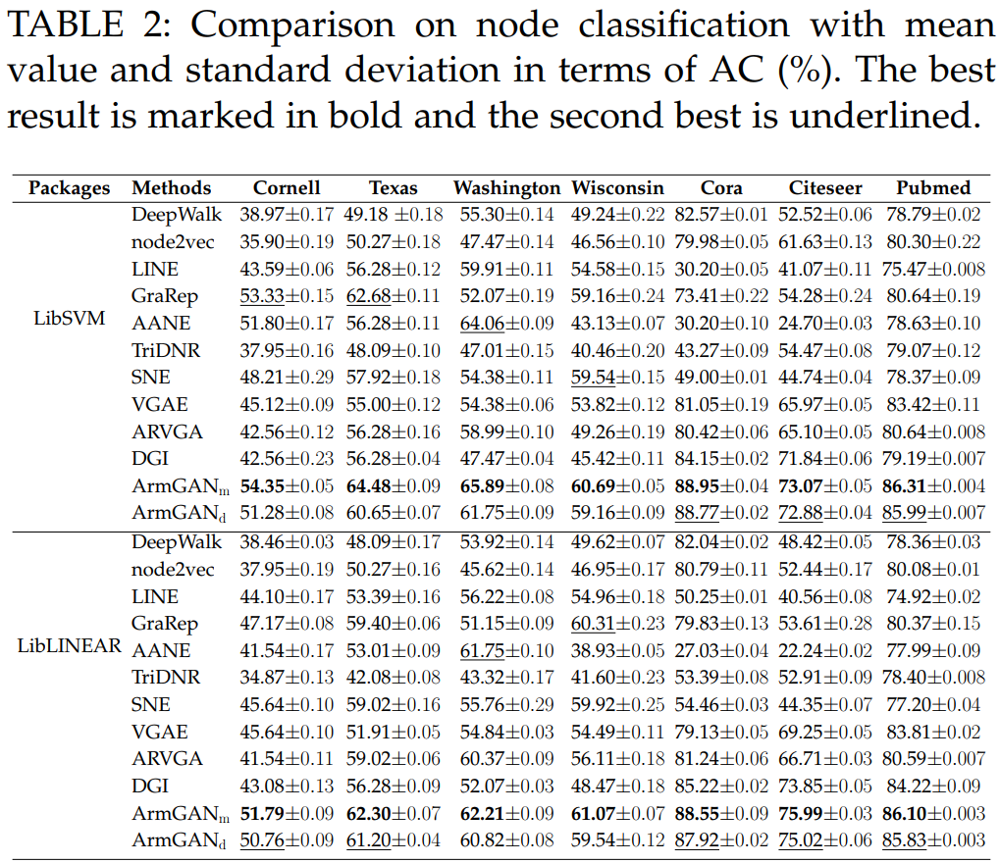 TABLE 2: Comparison on node classification with mean
value and standard deviation in terms of AC (%). The best
result is marked in bold and the second best is underlined.
Packages Methods Cornell Texas Washington Wisconsin Cora Citeseer Pubmed
DeepWalk 38.97±0.17 49.18 ±0.18 55.30±0.14 49.24±0.22 82.57±0.01 52.52±0.06 78.79±0.02
node2vec 35.90±0.19 50.27±0.18 47.47±0.14 46.56±0.10 79.98±0.05 61.63±0.13 80.30±0.22
LINE 43.59±0.06 56.28±0.12 59.91±0.11 54.58±0.15 30.20±0.05 41.07±0.11 75.47±0.008
GraRep 53.33±0.15 62.68±0.11 52.07±0.19 59.16±0.24 73.41±0.22 54.28±0.24 80.64±0.19
LibSVM AANE 51.80±0.17 56.28±0.11 64.06±0.09 43.13±0.07 30.20±0.10 24.70±0.03 78.63±0.10
TriDNR 37.95±0.16 48.09±0.10 47.01±0.15 40.46±0.20 43.27±0.09 54.47±0.08 79.07±0.12
SNE 48.21±0.29 57.92±0.18 54.38±0.11 59.54±0.15 49.00±0.01 44.74±0.04 78.37±0.09
VGAE 45.12±0.09 55.00±0.12 54.38±0.06 53.82±0.12 81.05±0.19 65.97±0.05 83.42±0.11
ARVGA 42.56±0.12 56.28±0.16 58.99±0.10 49.26±0.19 80.42±0.06 65.10±0.05 80.64±0.008
DGI 42.56±0.23 56.28±0.04 47.47±0.04 45.42±0.11 84.15±0.02 71.84±0.06 79.19±0.007
ArmGANm 54.35±0.05 64.48±0.09 65.89±0.08 60.69±0.05 88.95±0.04 73.07±0.05 86.31±0.004
ArmGANd 51.28±0.08 60.65±0.07 61.75±0.09 59.16±0.09 88.77±0.02 72.88±0.04 85.99±0.007
DeepWalk 38.46±0.03 48.09±0.17 53.92±0.14 49.62±0.07 82.04±0.02 48.42±0.05 78.36±0.03
node2vec 37.95±0.19 50.27±0.16 45.62±0.14 46.95±0.17 80.79±0.11 52.44±0.17 80.08±0.01
LINE 44.10±0.17 53.39±0.16 56.22±0.08 54.96±0.18 50.25±0.01 40.56±0.08 74.92±0.02
GraRep 47.17±0.08 59.40±0.06 51.15±0.09 60.31±0.23 79.83±0.13 53.61±0.28 80.37±0.15
LibLINEAR AANE 41.54±0.17 53.01±0.09 61.75±0.10 38.93±0.05 27.03±0.04 22.24±0.02 77.99±0.09
TriDNR 34.87±0.13 42.08±0.08 43.32±0.17 41.60±0.23 53.39±0.08 52.91±0.09 78.40±0.008
SNE 45.64±0.10 59.02±0.16 55.76±0.29 59.92±0.25 54.46±0.03 44.35±0.07 77.20±0.04
VGAE 45.64±0.10 51.91±0.05 54.84±0.03 54.49±0.11 79.13±0.05 69.25±0.05 83.81±0.02
ARVGA 41.54±0.11 59.02±0.06 60.37±0.09 56.11±0.18 81.24±0.06 66.71±0.03 80.59±0.007
DGI 43.08±0.13 56.28±0.09 52.07±0.03 48.47±0.18 85.22±0.02 73.85±0.05 84.22±0.09
ArmGANm 51.79±0.09 62.30±0.07 62.21±0.09 61.07±0.07 88.55±0.09 75.99±0.03 86.10±0.003
ArmGANd 50.76±0.09 61.20±0.04 60.82±0.08 59.54±0.12 87.92±0.02 75.02±0.06 85.83±0.003